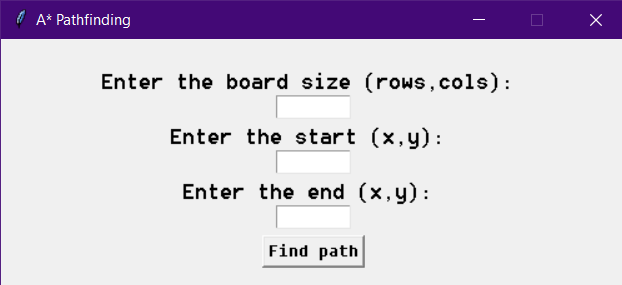 A* Pathfinding
Enter the board size (rows,cols):
Enter the start (x,y):
Enter the end (x,y):
Find path